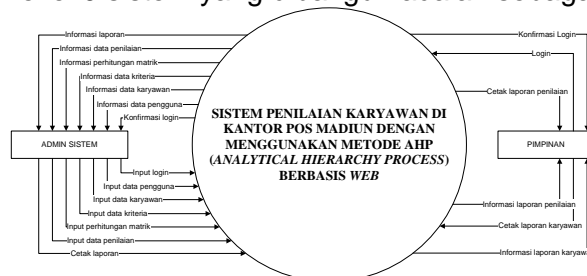 Informasi laporan
Informasi data penilaian
Informasi perhitungan matrik
Informasi data kriteria
Informasi data karyawan
Informasi data pengguna
Konfirmasi login
ADMIN SISTEM
Input login
Input data pengguna
Input data karyawan
Input data kriteria
Input perhitungan matrik
Input data penilaian
Cetak laporan
SISTEM PENILAIAN KARYAWAN DI
KANTOR POS MADIUN DENGAN
MENGGUNAKAN METODE AHP
(ANALYTICAL HIERARCHY PROCESS)
BERBASIS WEB
Konfirmasi Login
Login
Cetak laporan penilaian
PIMPINAN
Informasi laporan penilaian
Cetak laporan karyawan
Informasi laporan karyaw